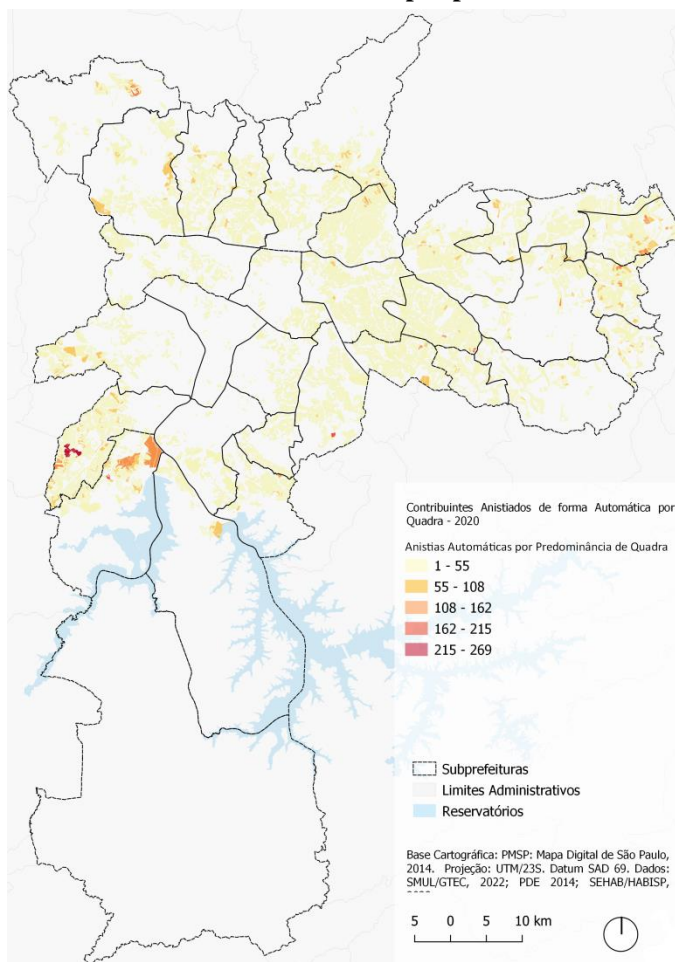 Contribuintes Anistiados de forma Automática por
Quadra - 2020
Anistias Automáticas por Predominância de Quadra
1 - 55
55 - 108
108 - 162
162 - 215
215 - 269
Subprefeituras
Limites Administrativos
Reservatórios
Base Cartográfica: PMSP: Mapa Digital de São Paulo,
2014. Projeção: UTM/23S. Datum SAD 69. Dados:
SMUL/GTEC, 2022; PDE 2014; SEHAB/HABISP,
5 0 5 10 km